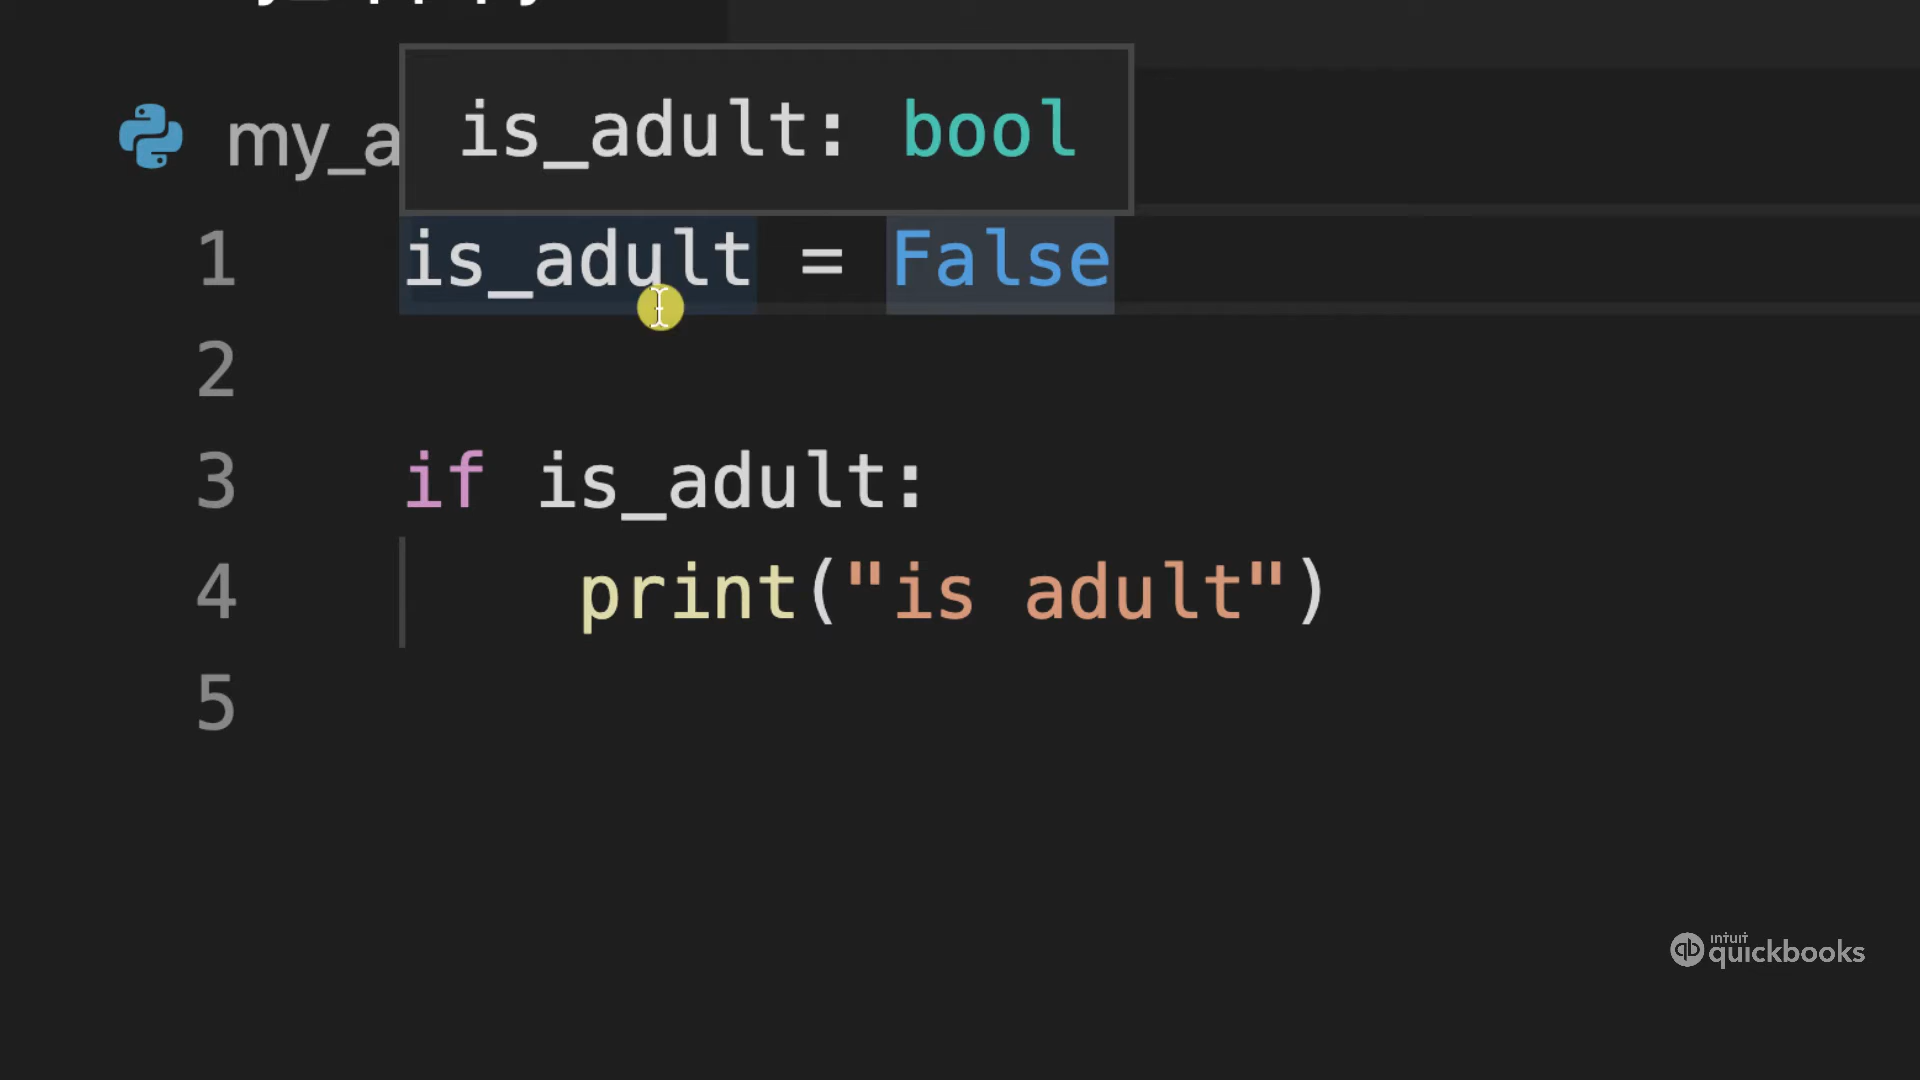 is_adult: bool
my_a
1 is_adult = False
2
3 if is_adult:
4 print("is adult")
5
intuit
quickbooks